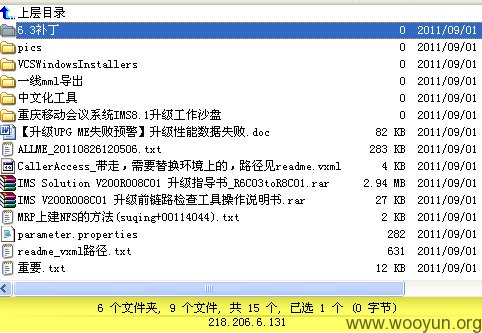 上层目录
6.3补丁 0 2011/09/01
pics 0 2011/09/01
VCSWindowsInstallers 0 2011/09/01
一线mml导出 0 2011/09/01
中文化工具 0 2011/09/01
重庆移动会议系统IMS8.1升级工作沙盘 0 2011/09/01
【升级UPG ME失败预警】升级性能数据失败.doc 82 KB 2011/09/01
ALLME_20110826120506.txt 283 KB 2011/09/01
CallerAccess_带走，需要替换环境上的，路径见readme.vxml 4 KB 2011/09/01
IMS Solution V200R008C01 升级指导书_R6C03toR8C01.rar 2.94 MB 2011/09/01
IMS V200R008C01 升级前链路检查工具操作说明书.rar 27 KB 2011/09/01
MRP上建NFS的方法(suqing+00114044).txt 2 KB 2011/09/01
parameter.properties 282 2011/09/01
readme_vxml路径.txt 631 2011/09/01
重要.txt 12 KB 2011/09/01
6 个文件夹, 9 个文件, 共 15 个, 已选 1 个 (0 字节)
218.206.6.131
www.wooyun.org